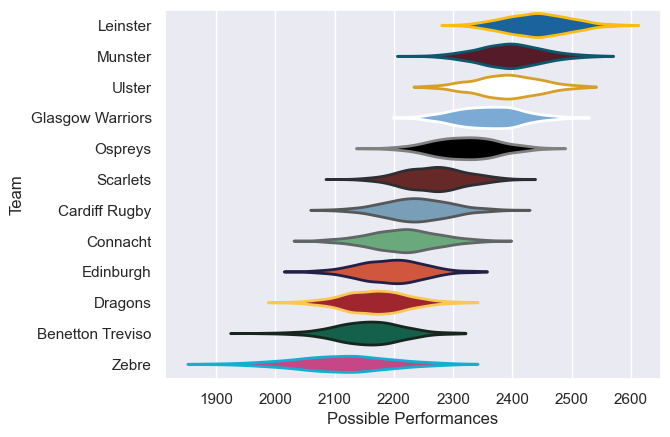 Leinster
Munster
Ulster
Glasgow Warriors
Ospreys
Scarlets
Cardiff Rugby
Connacht
Edinburgh
Dragons
Benetton Treviso
Zebre
Team
1900 2000 2100 2200 2300 2400 2500 2600
Possible Performances